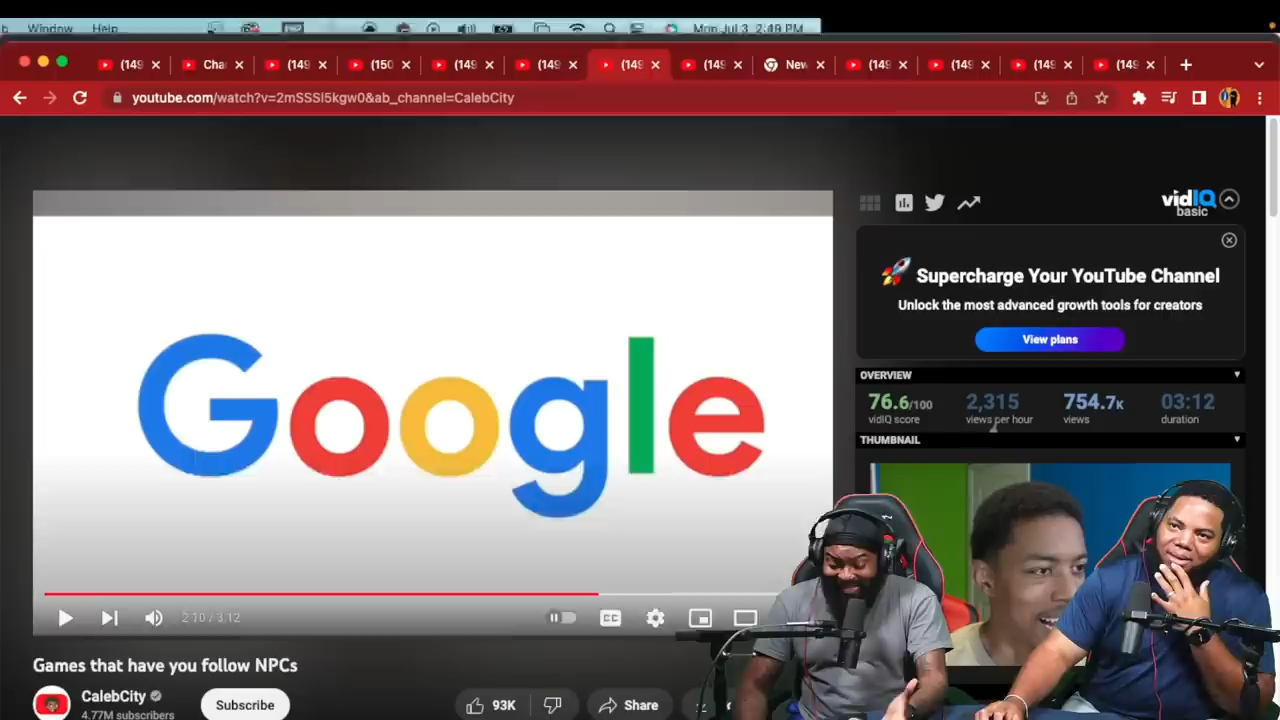 Window Help
Mon Jul 3 2:49 PM
(149 Cha (149 (150 (149 (149 (149 (149 New (149 (149 (149 (149
youtube.com/watch?v=2mSSSI5kgw0&ab_channel=CalebCity
vidIQ
basic
Google
Supercharge Your YouTube Channel
Unlock the most advanced growth tools for creators
View plans
OVERVIEW
76.6/100 2,315 754.7K 03:12
vidIQ score views per hour views duration
THUMBNAIL
2:10 / 3:12
CC
Games that have you follow NPCs
CalebCity
4.77M subscribers
Subscribe
93K
Share